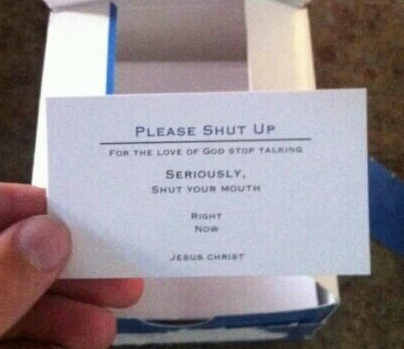 Please Shut Up
For the love of God stop talking
Seriously,
Shut your mouth
Right
Now
Jesus christ